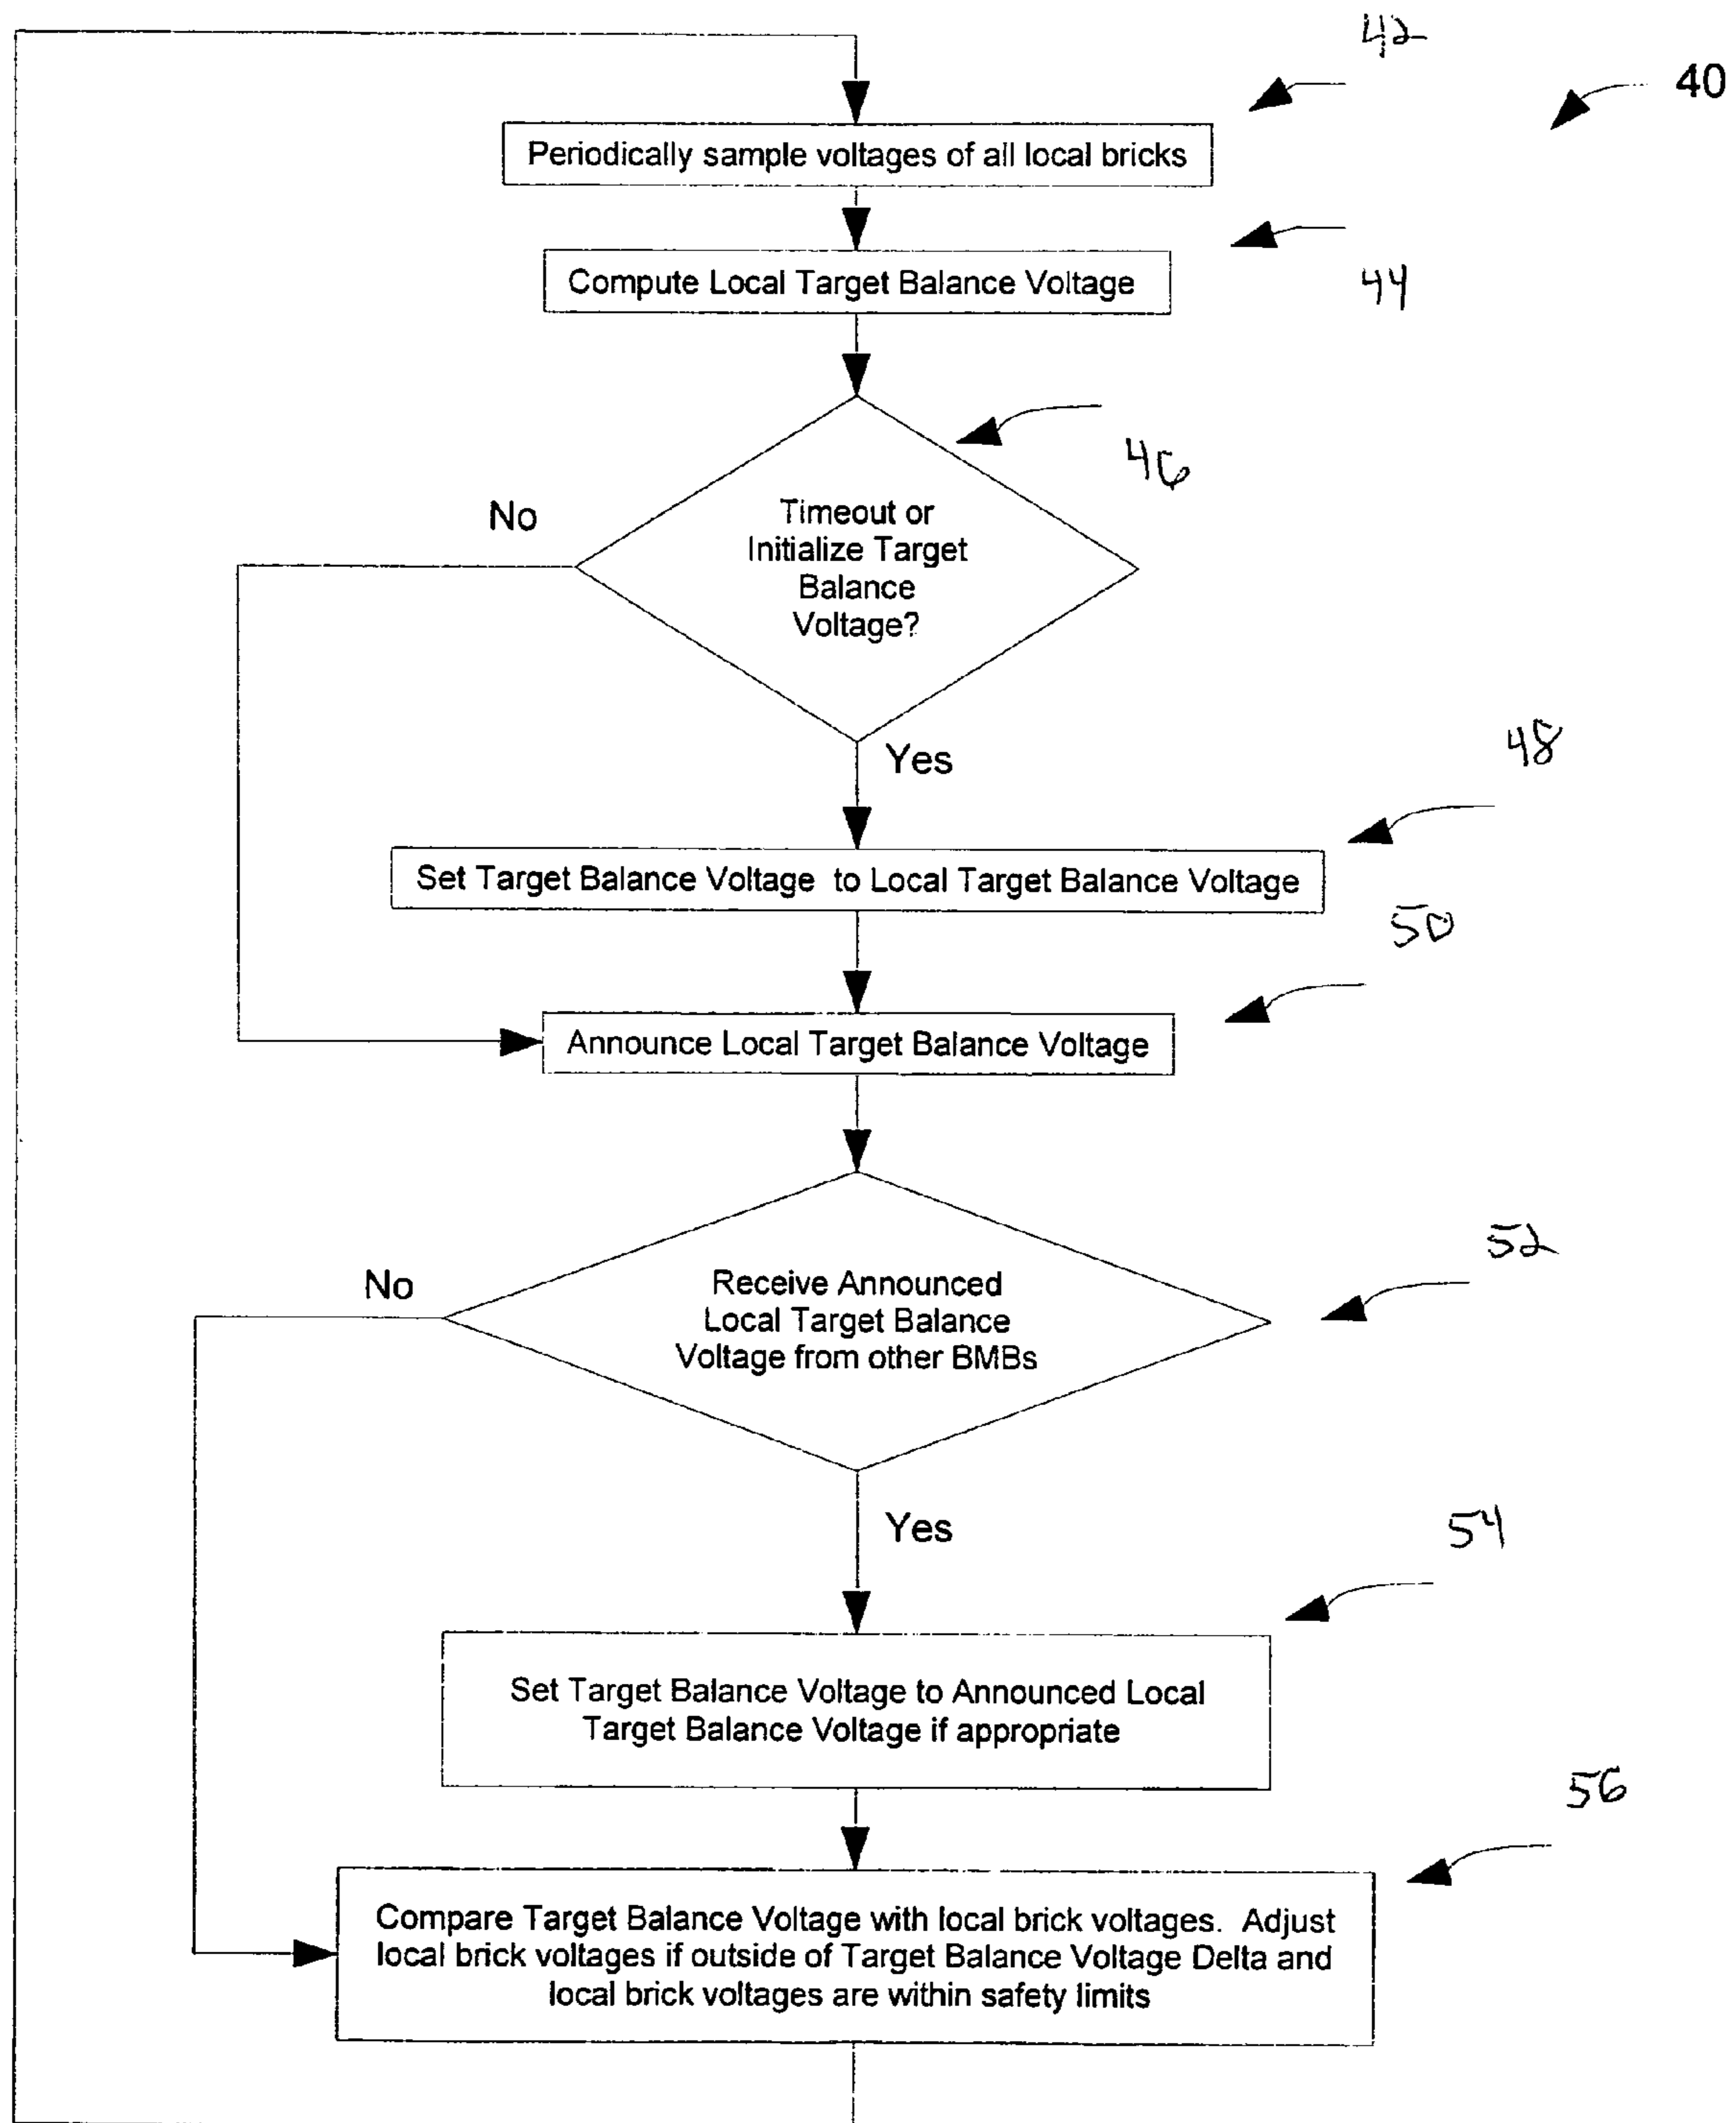 42
40
Periodically sample voltages of all local bricks
Compute Local Target Balance Voltage
44
46
No
Timeout or
Initialize Target
Balance
Voltage?
Yes
48
Set Target Balance Voltage to Local Target Balance Voltage
50
Announce Local Target Balance Voltage
52
No
Receive Announced
Local Target Balance
Voltage from other BMBs
Yes
54
Set Target Balance Voltage to Announced Local
Target Balance Voltage if appropriate
56
Compare Target Balance Voltage with local brick voltages. Adjust
local brick voltages if outside of Target Balance Voltage Delta and
local brick voltages are within safety limits